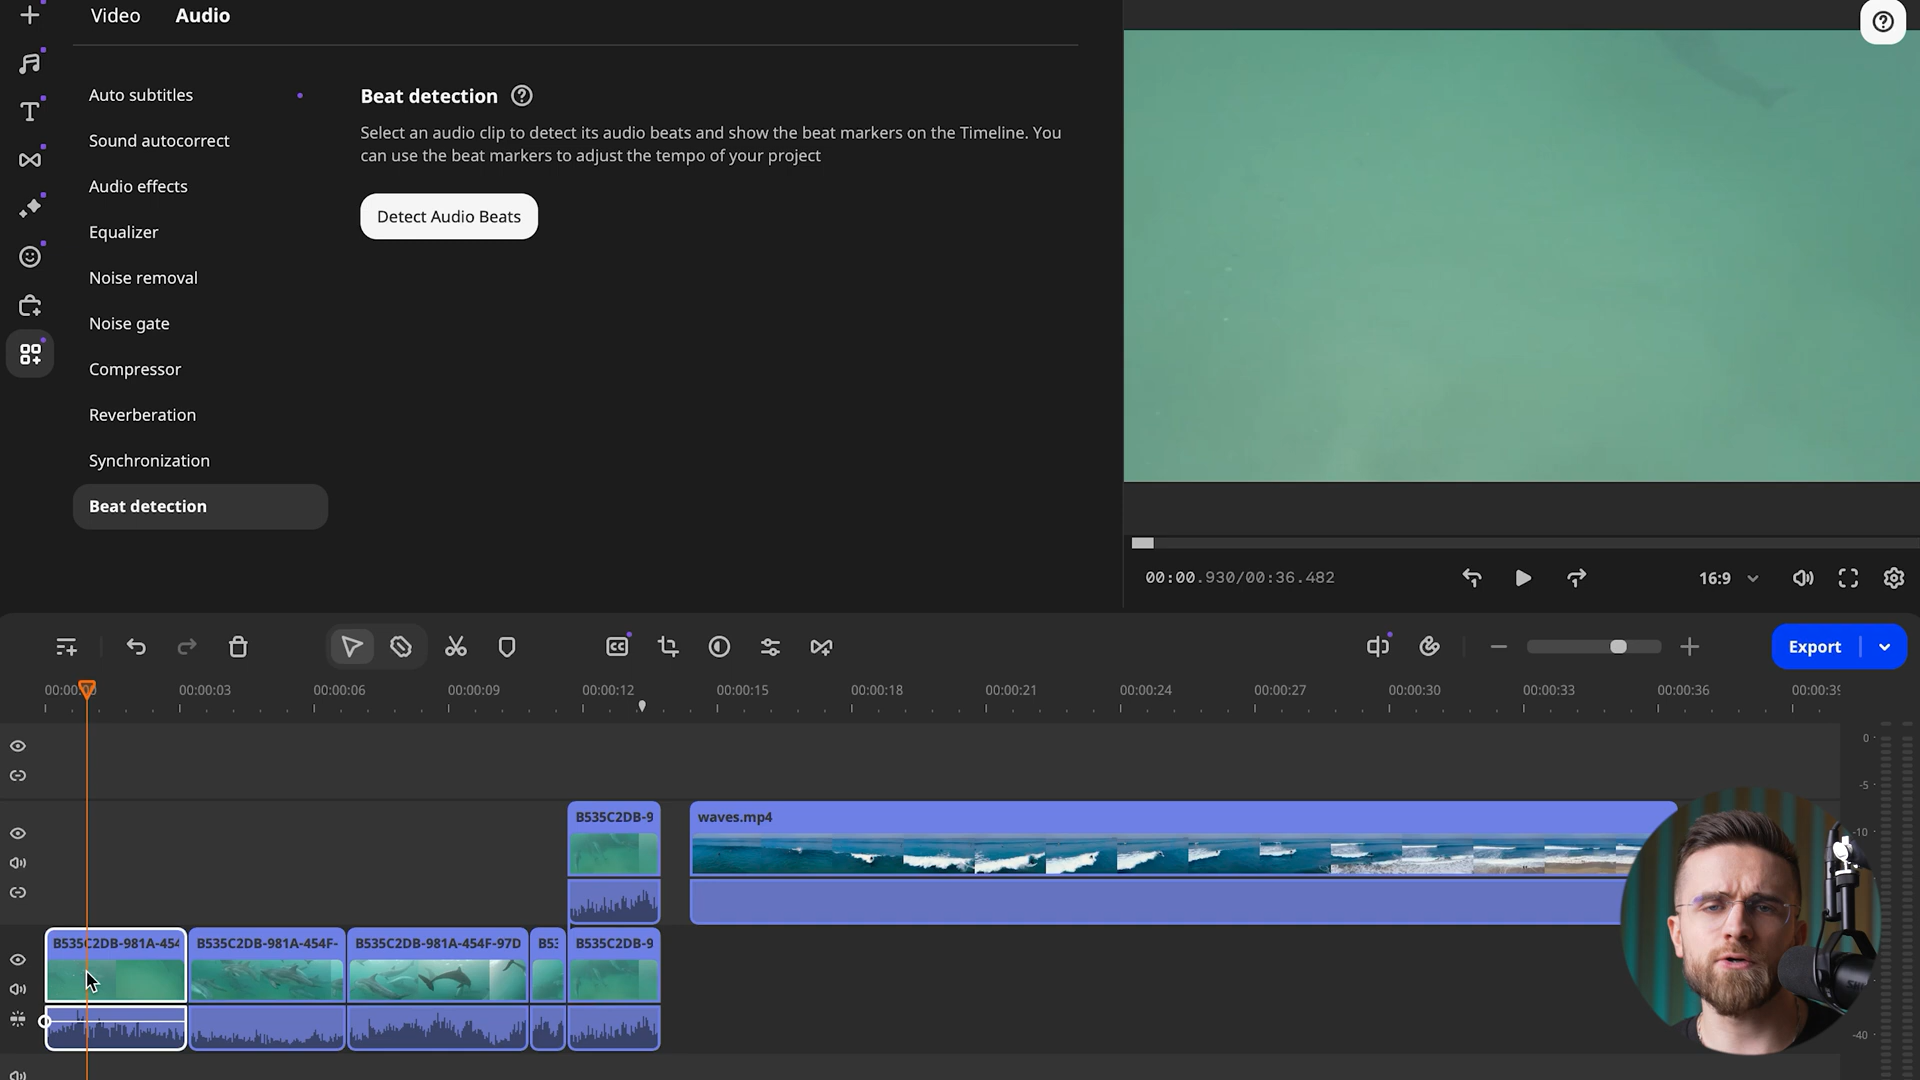 Video
Audio
Auto subtitles
Sound autocorrect
Audio effects
Equalizer
Noise removal
Noise gate
Compressor
Reverberation
Synchronization
Beat detection
Beat detection
Select an audio clip to detect its audio beats and show the beat markers on the Timeline. You
can use the beat markers to adjust the tempo of your project
Detect Audio Beats
00:00.930/00:36.482
16:9
CC
Export
00:00:03
00:00:06
00:00:09
00:00:12
00:00:15
00:00:18
00:00:21
00:00:24
00:00:27
00:00:30
00:00:33
00:00:36
00:00:39
0
-5
-10
-40
B535C2DB-9
waves.mp4
B535C2DB-981A-454
B535C2DB-981A-454F-
B535C2DB-981A-454F-97D
B53
B535C2DB-9